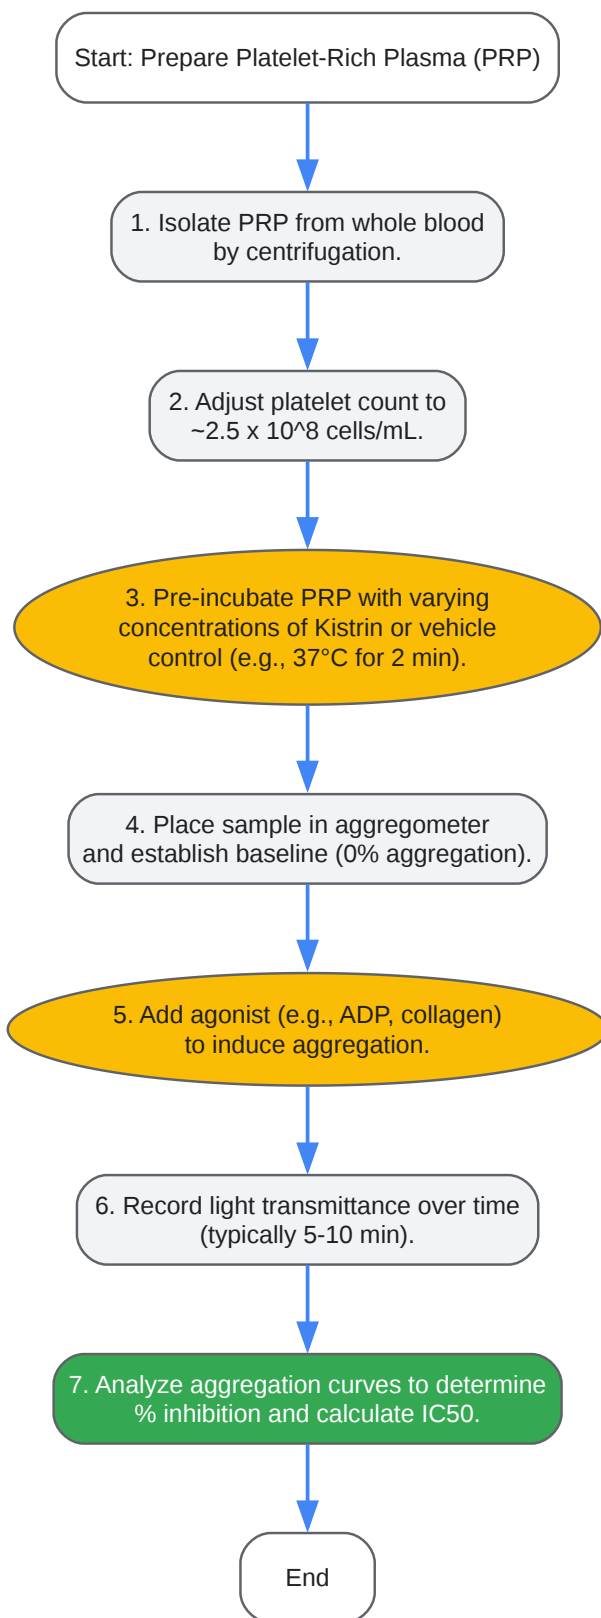 Start: Prepare Platelet-Rich Plasma (PRP)
1. Isolate PRP from whole blood
by centrifugation.
2. Adjust platelet count to
~2.5 x 10^8 cells/mL.
3. Pre-incubate PRP with varying
concentrations of Kistrin or vehicle
control (e.g., 37°C for 2 min).
4. Place sample in aggregometer
and establish baseline (0% aggregation).
5. Add agonist (e.g., ADP, collagen)
to induce aggregation.
6. Record light transmittance over time
(typically 5-10 min).
7. Analyze aggregation curves to determine
% inhibition and calculate IC50.
End